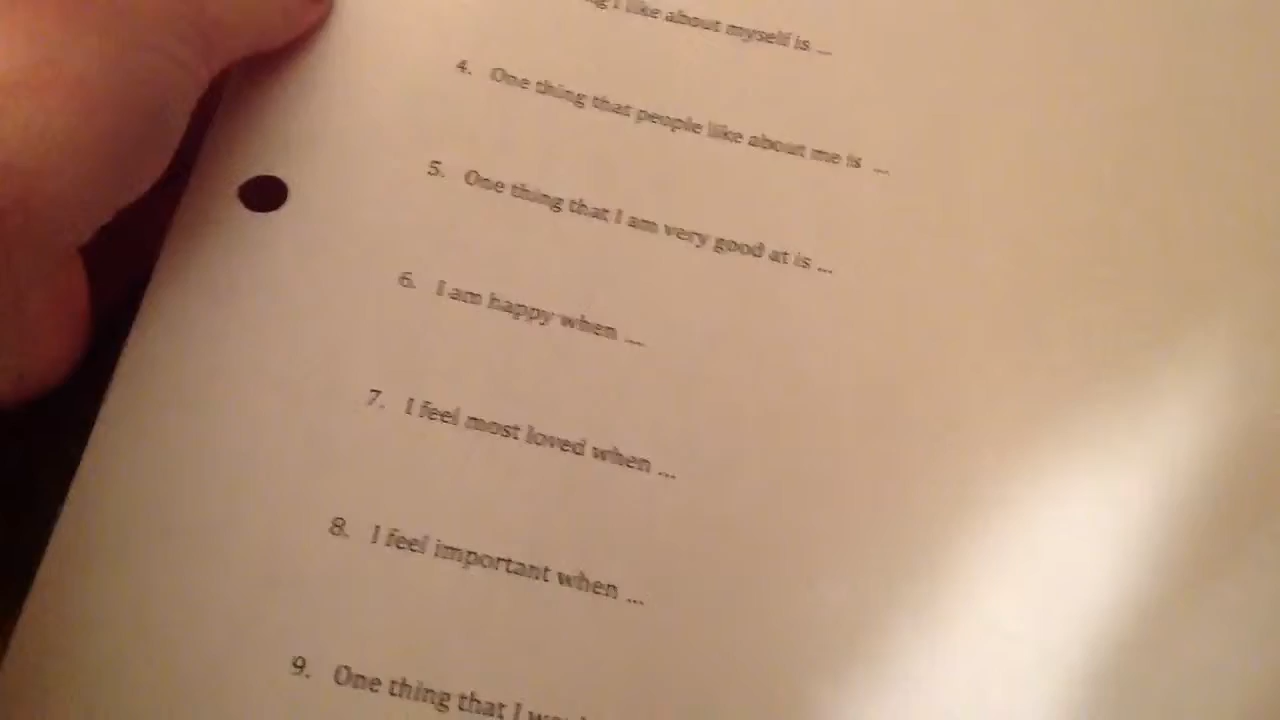 I like about myself is ...
4. One thing that people like about me is ...
5. One thing that I am very good at is ...
6. I am happy when ...
7. I feel most loved when ...
8. I feel important when ...
9. One thing that I